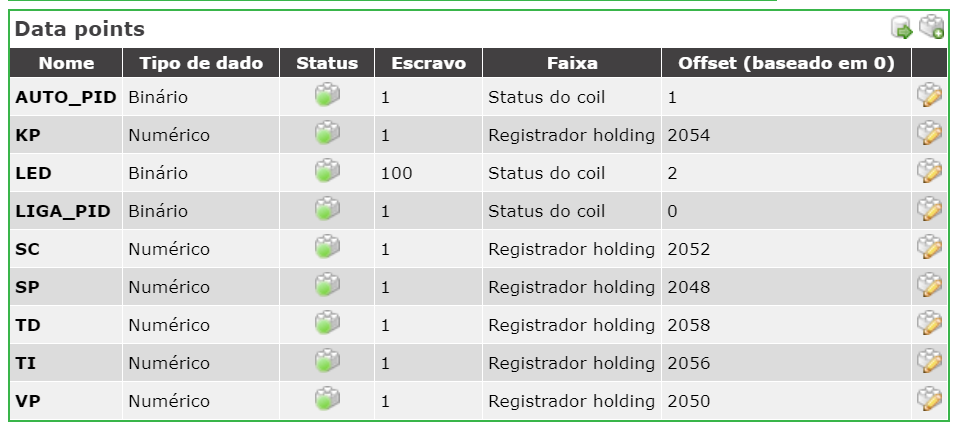 Data points
Nome Tipo de dado Status Escravo Faixa Offset (baseado em 0)
AUTO_PID Binário 1 Status do coil 1
KP Numérico 1 Registrador holding 2054
LED Binário 100 Status do coil 2
LIGA_PID Binário 1 Status do coil 0
SC Numérico 1 Registrador holding 2052
SP Numérico 1 Registrador holding 2048
TD Numérico 1 Registrador holding 2058
TI Numérico 1 Registrador holding 2056
VP Numérico 1 Registrador holding 2050